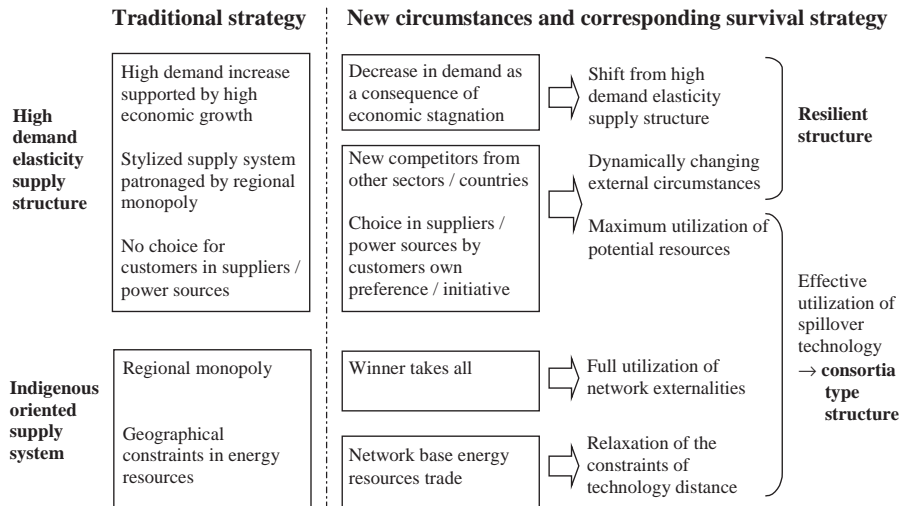 Traditional strategy
New circumstances and corresponding survival strategy
High
demand
elasticity
supply
structure
High demand increase
supported by high
economic growth
Stylized supply system
patronaged by regional
monopoly
No choice for
customers in suppliers /
power sources
Decrease in demand as
a consequence of
economic stagnation
New competitors from
other sectors / countries
Choice in suppliers /
power sources by
customers own
preference / initiative
Shift from high
demand elasticity
supply structure
Dynamically changing
external circumstances
Maximum utilization of
potential resources
Resilient
structure
Indigenous
oriented
supply
system
Regional monopoly
Geographical
constraints in energy
resources
Winner takes all
Network base energy
resources trade
Full utilization of
network externalities
Relaxation of the
constraints of
technology distance
Effective
utilization of
spillover
technology
→ consortia
type
structure